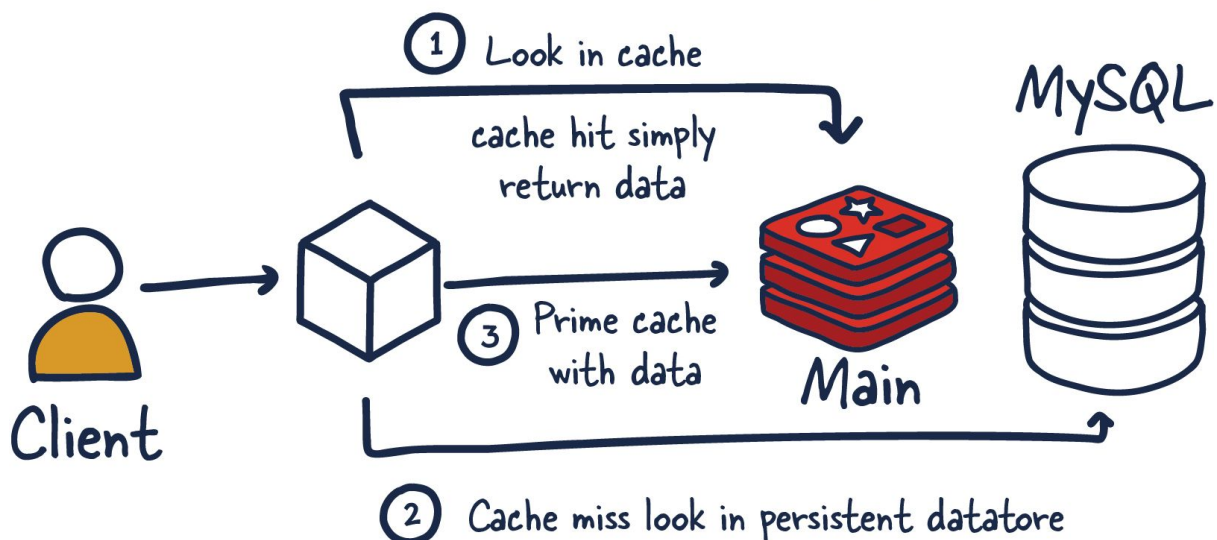 1 Look in cache
cache hit simply
return data
MySQL
3 Prime cache
with data
Main
Client
2 Cache miss look in persistent datatore